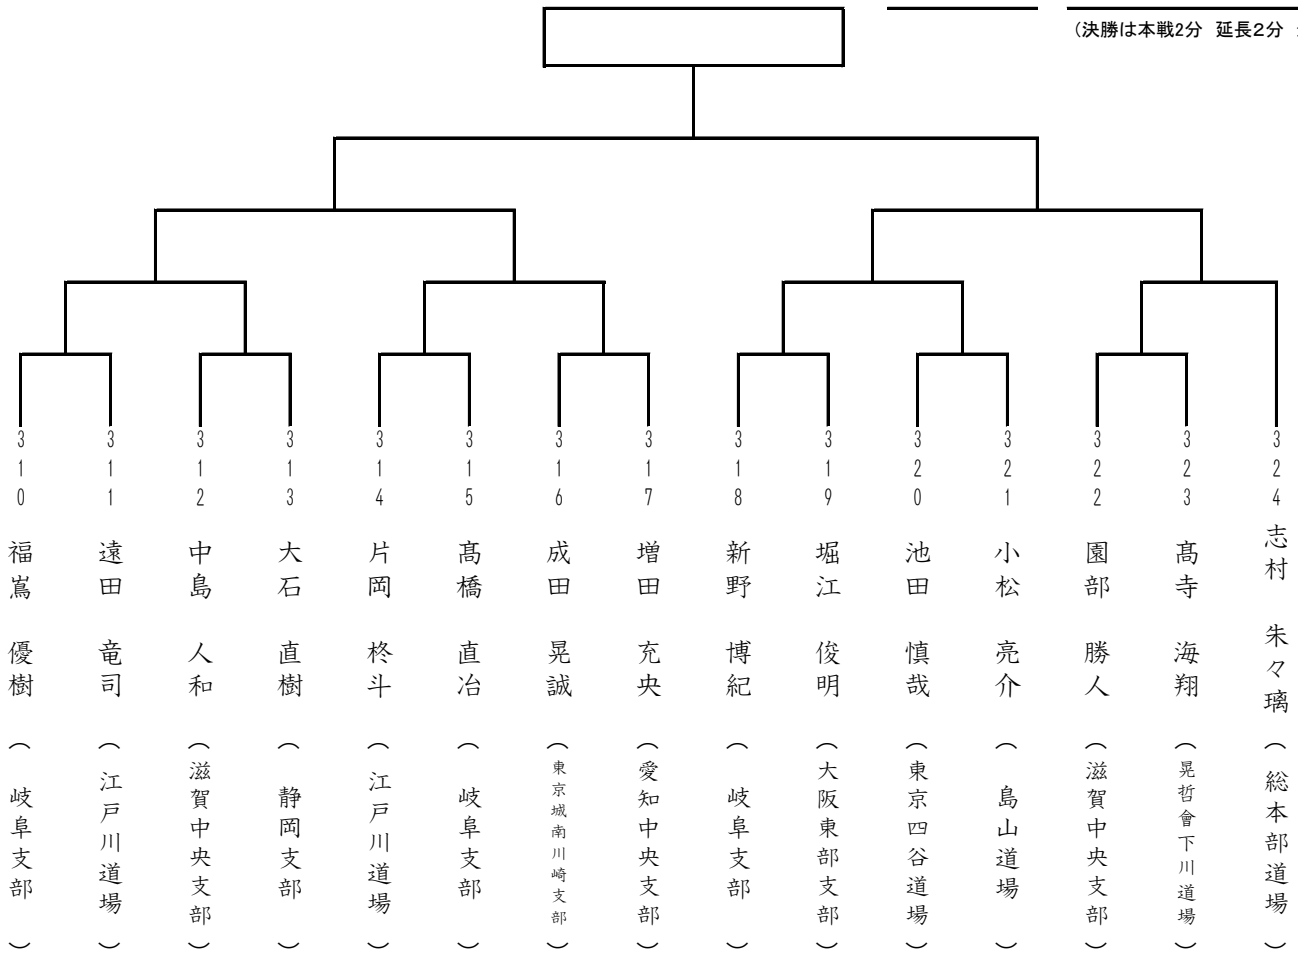 (決勝は本戦2分 延長2分
310 福嶌 優樹 (岐阜支部)
311 遠田 竜司 (江戸川道場)
312 中島 人和 (滋賀中央支部)
313 大石 直樹 (静岡支部)
314 片岡 柊斗 (江戸川道場)
315 髙橋 直冶 (岐阜支部)
316 成田 晃誠 (東京城南川崎支部)
317 増田 充央 (愛知中央支部)
318 新野 博紀 (岐阜支部)
319 堀江 俊明 (大阪東部支部)
320 池田 慎哉 (東京四谷道場)
321 小松 亮介 (島山道場)
322 園部 勝人 (滋賀中央支部)
323 髙寺 海翔 (晃哲會下川道場)
324 志村 朱々璃 (総本部道場)